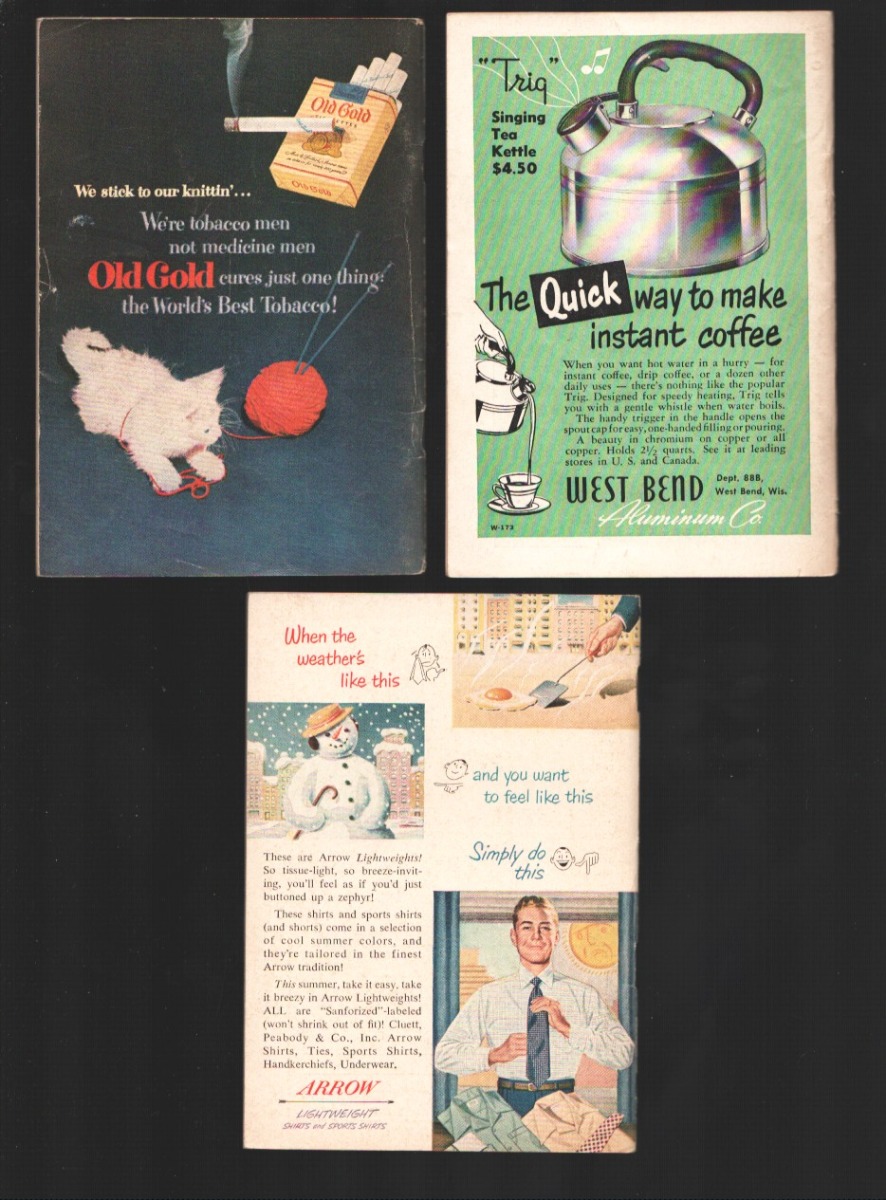 Old Gold
Old Gold
We stick to our knittin'...
We're tobacco men
not medicine men
Old Gold cures just one thing:
the World's Best Tobacco!
"Trig"
Singing
Tea
Kettle
$4.50
The Quick way to make
instant coffee
When you want hot water in a hurry — for
instant coffee, drip coffee, or a dozen other
daily uses — there's nothing like the popular
Trig. Designed for speedy heating, Trig tells
you with a gentle whistle when water boils.
The handy trigger in the handle opens the
spout cap for easy, one-handed filling or pouring.
A beauty in chromium on copper or all
copper. Holds 2½ quarts. See it at leading
stores in U. S. and Canada.
WEST BEND
Aluminum Co.
Dept. 88B,
West Bend, Wis.
W-173
When the
weather's
like this
and you want
to feel like this
Simply do
this
These are Arrow Lightweights!
So tissue-light, so breeze-invit-
ing, you'll feel as if you'd just
buttoned up a zephyr!
These shirts and sports shirts
(and shorts) come in a selection
of cool summer colors, and
they're tailored in the finest
Arrow tradition!
This summer, take it easy, take
it breezy in Arrow Lightweights!
ALL are "Sanforized"-labeled
(won't shrink out of fit)! Cluett,
Peabody & Co., Inc. Arrow
Shirts, Ties, Sports Shirts,
Handkerchiefs, Underwear.
ARROW
LIGHTWEIGHT
SHIRTS and SPORTS SHIRTS